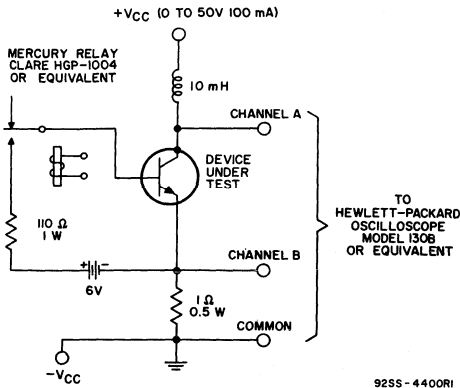 +VCC (0 TO 50V 100 mA)
MERCURY RELAY
CLARE HGP-1004
OR EQUIVALENT
10 mH
CHANNEL A
DEVICE
UNDER
TEST
TO
HEWLETT-PACKARD
OSCILLOSCOPE
MODEL 130B
OR EQUIVALENT
110 Ω
1 W
CHANNEL B
+ -
6V
1 Ω
0.5 W
COMMON
-VCC
92SS-4400R1